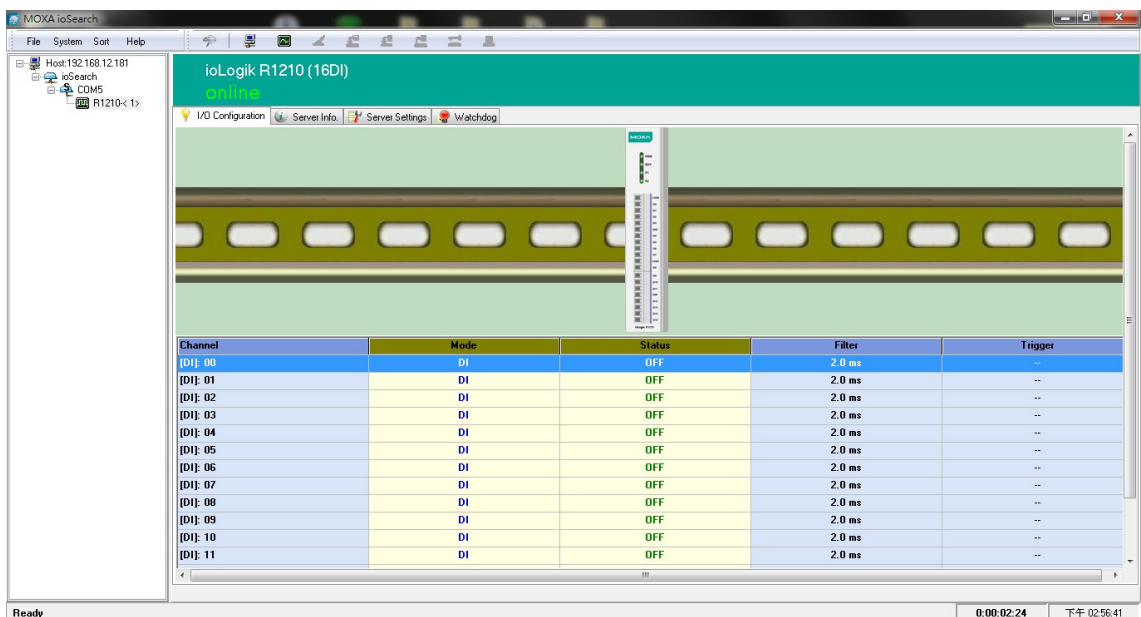 MOXA ioSearch
File System Sort Help
Host:192.168.12.181
ioSearch
COM5
R1210-< 1>
ioLogik R1210 (16DI)
online
I/O Configuration Server Info. Server Settings Watchdog
MOXA
Channel Mode Status Filter Trigger
[DI]: 00 DI OFF 2.0 ms --
[DI]: 01 DI OFF 2.0 ms --
[DI]: 02 DI OFF 2.0 ms --
[DI]: 03 DI OFF 2.0 ms --
[DI]: 04 DI OFF 2.0 ms --
[DI]: 05 DI OFF 2.0 ms --
[DI]: 06 DI OFF 2.0 ms --
[DI]: 07 DI OFF 2.0 ms --
[DI]: 08 DI OFF 2.0 ms --
[DI]: 09 DI OFF 2.0 ms --
[DI]: 10 DI OFF 2.0 ms --
[DI]: 11 DI OFF 2.0 ms --
Ready 0:00:02:24 下午 02:56:41